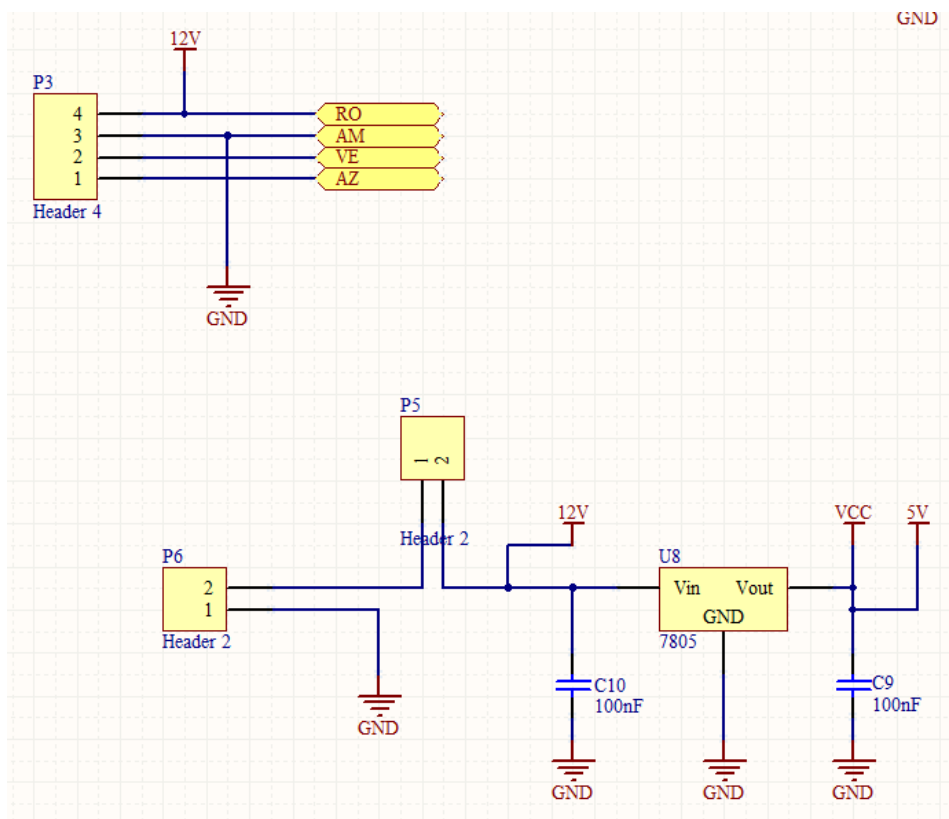 GND
12V
P3
4 RO
3 AM
2 VE
1 AZ
Header 4
GND
P5
1 2
Header 2
12V
VCC
5V
P6
2
1
Header 2
U8
Vin Vout
GND
7805
C10
100nF
C9
100nF
GND
GND
GND
GND